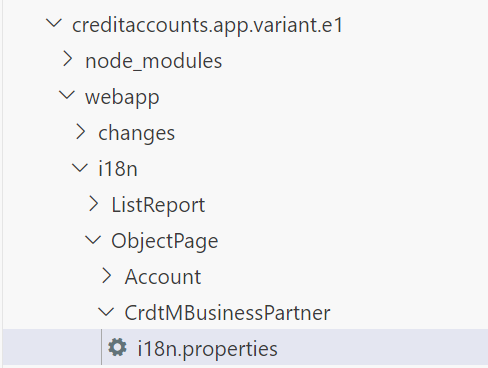 creditaccounts.app.variant.e1
node_modules
webapp
changes
i18n
ListReport
ObjectPage
Account
CrdtMBusinessPartner
i18n.properties